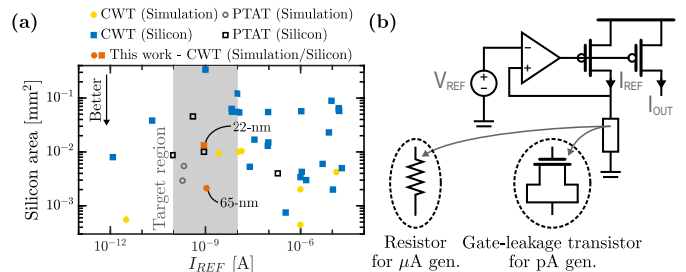 (a)
CWT (Simulation) PTAT (Simulation)
CWT (Silicon) PTAT (Silicon)
This work - CWT (Simulation/Silicon)
Silicon area [mm²]
10⁻¹
10⁻²
10⁻³
Better
Target region
22-nm
65-nm
10⁻¹² 10⁻⁹ 10⁻⁶
I_REF [A]
(b)
V_REF
−
+
−
+
I_REF
I_OUT
Resistor
for μA gen.
Gate-leakage transistor
for pA gen.